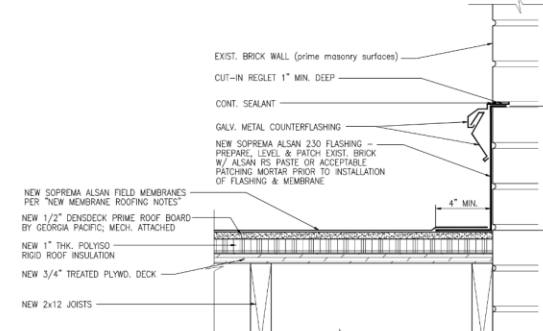 EXIST. BRICK WALL (prime masonry surfaces)
CUT-IN REGLET 1" MIN. DEEP
CONT. SEALANT
GALV. METAL COUNTERFLASHING
NEW SOPREMA ALSAN 230 FLASHING –
PREPARE, LEVEL & PATCH EXIST. BRICK
W/ ALSAN RS PASTE OR ACCEPTABLE
PATCHING MORTAR PRIOR TO INSTALLATION
OF FLASHING & MEMBRANE
4" MIN.
NEW SOPREMA ALSAN FIELD MEMBRANES
PER "NEW MEMBRANE ROOFING NOTES"
NEW 1/2" DENSDECK PRIME ROOF BOARD
BY GEORGIA PACIFIC; MECH. ATTACHED
NEW 1" THK. POLYISO
RIGID ROOF INSULATION
NEW 3/4" TREATED PLYWD. DECK
NEW 2x12 JOISTS